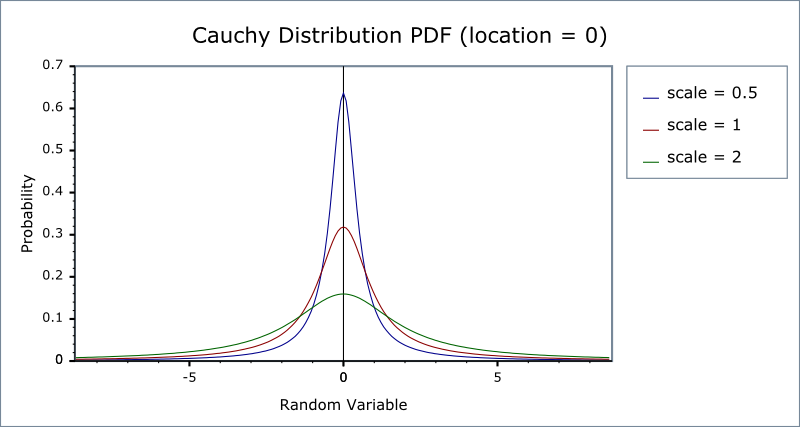 Cauchy Distribution PDF (location = 0)
0.7
0.6
0.5
0.4
0.3
0.2
0.1
0
Probability
-5
0
5
Random Variable
scale = 0.5
scale = 1
scale = 2